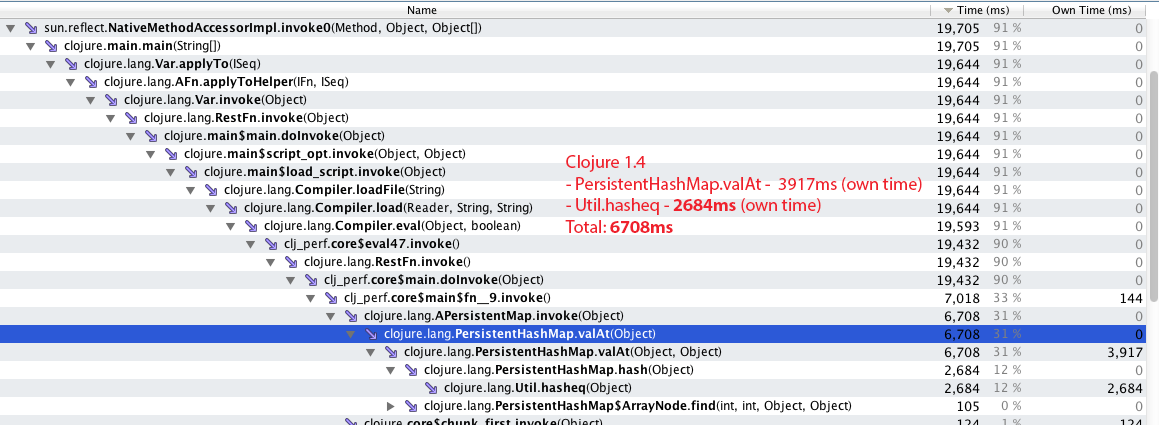 Name Time (ms) Own Time (ms)
sun.reflect.NativeMethodAccessorImpl.invoke0(Method, Object, Object[]) 19,705 91 % 0
clojure.main.main(String[]) 19,705 91 % 0
clojure.lang.Var.applyTo(ISeq) 19,644 91 % 0
clojure.lang.AFn.applyToHelper(IFn, ISeq) 19,644 91 % 0
clojure.lang.Var.invoke(Object) 19,644 91 % 0
clojure.lang.RestFn.invoke(Object) 19,644 91 % 0
clojure.main$main.doInvoke(Object) 19,644 91 % 0
clojure.main$script_opt.invoke(Object, Object) 19,644 91 % 0
clojure.main$load_script.invoke(Object) 19,644 91 % 0
clojure.lang.Compiler.loadFile(String) 19,644 91 % 0
clojure.lang.Compiler.load(Reader, String, String) 19,644 91 % 0
clojure.lang.Compiler.eval(Object, boolean) 19,593 91 % 0
clj_perf.core$eval47.invoke() 19,432 90 % 0
clojure.lang.RestFn.invoke() 19,432 90 % 0
clj_perf.core$main.doInvoke(Object) 19,432 90 % 0
clj_perf.core$main$fn__9.invoke() 7,018 33 % 144
clojure.lang.APersistentMap.invoke(Object) 6,708 31 % 0
clojure.lang.PersistentHashMap.valAt(Object) 6,708 31 % 0
clojure.lang.PersistentHashMap.valAt(Object, Object) 6,708 31 % 3,917
clojure.lang.PersistentHashMap.hash(Object) 2,684 12 % 0
clojure.lang.Util.hasheq(Object) 2,684 12 % 2,684
clojure.lang.PersistentHashMap$ArrayNode.find(int, int, Object, Object) 105 0 % 0
clojure.core$chunk_first.invoke(Object) 124 1 % 124
Clojure 1.4
- PersistentHashMap.valAt - 3917ms (own time)
- Util.hasheq - 2684ms (own time)
Total: 6708ms